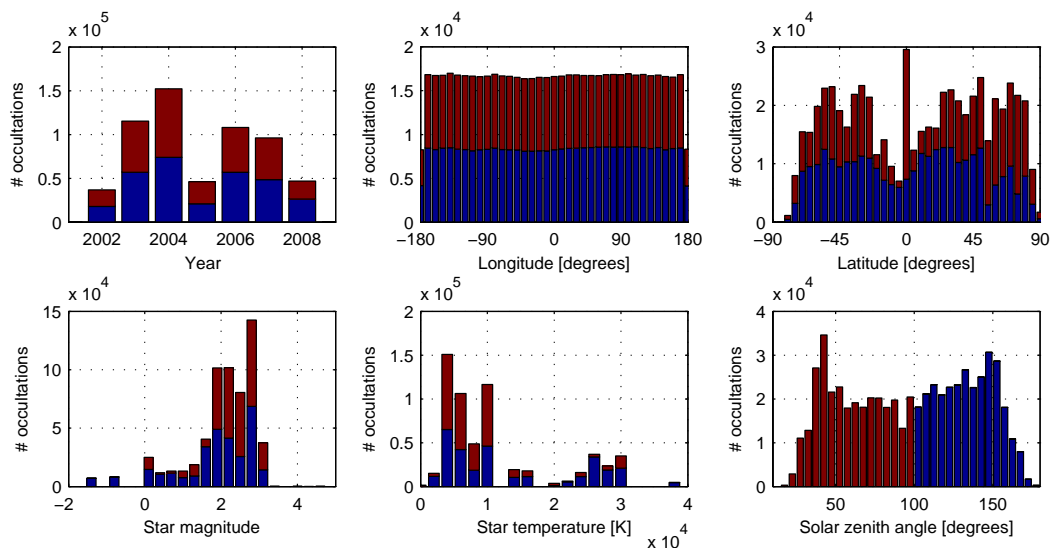 x 10^5
x 10^4
x 10^4
2
1.5
1
0.5
0
# occultations
2002 2004 2006 2008
Year
2
1.5
1
0.5
0
# occultations
−180 −90 0 90 180
Longitude [degrees]
3
2
1
0
# occultations
−90 −45 0 45 90
Latitude [degrees]
x 10^4
x 10^5
x 10^4
15
10
5
0
# occultations
−2 0 2 4
Star magnitude
2
1.5
1
0.5
0
# occultations
0 1 2 3 4
Star temperature [K]
x 10^4
4
3
2
1
0
# occultations
50 100 150
Solar zenith angle [degrees]